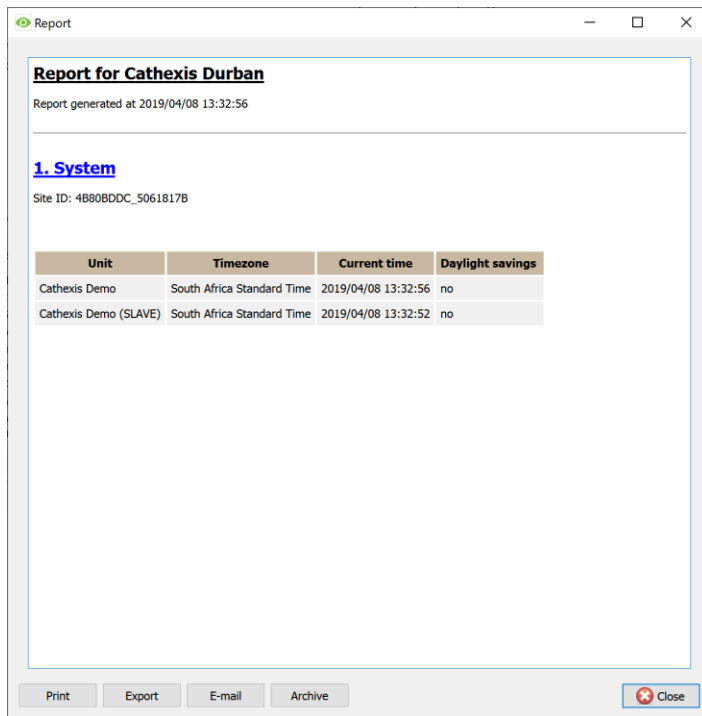 Report
Report for Cathexis Durban
Report generated at 2019/04/08 13:32:56
1. System
Site ID: 4B80BDDC_5061817B
Unit Timezone Current time Daylight savings
Cathexis Demo South Africa Standard Time 2019/04/08 13:32:56 no
Cathexis Demo (SLAVE) South Africa Standard Time 2019/04/08 13:32:52 no
Print Export E-mail Archive Close